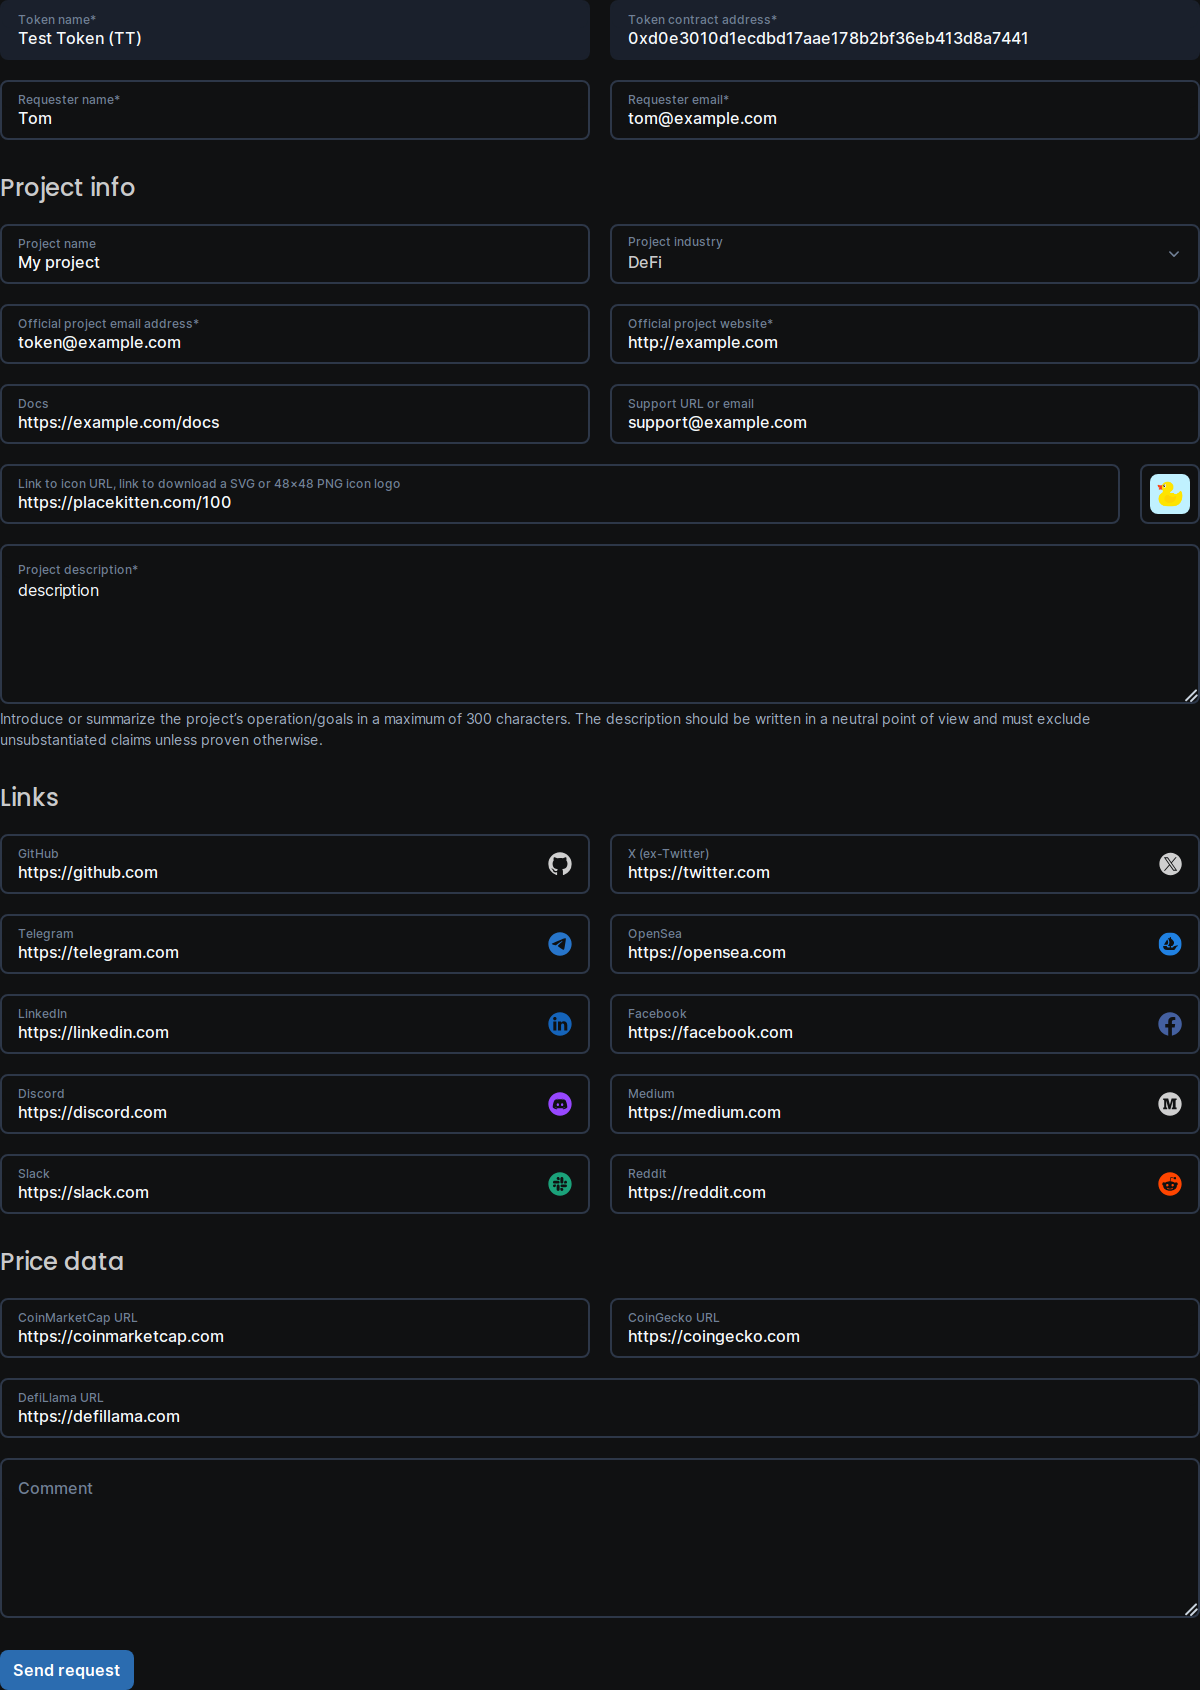 Token name*
Test Token (TT)
Token contract address*
0xd0e3010d1ecdbd17aae178b2bf36eb413d8a7441
Requester name*
Tom
Requester email*
tom@example.com
Project info
Project name
My project
Project industry
DeFi
Official project email address*
token@example.com
Official project website*
http://example.com
Docs
https://example.com/docs
Support URL or email
support@example.com
Link to icon URL, link to download a SVG or 48×48 PNG icon logo
https://placekitten.com/100
Project description*
description
Introduce or summarize the project’s operation/goals in a maximum of 300 characters. The description should be written in a neutral point of view and must exclude
unsubstantiated claims unless proven otherwise.
Links
GitHub
https://github.com
X (ex-Twitter)
https://twitter.com
Telegram
https://telegram.com
OpenSea
https://opensea.com
LinkedIn
https://linkedin.com
Facebook
https://facebook.com
Discord
https://discord.com
Medium
https://medium.com
Slack
https://slack.com
Reddit
https://reddit.com
Price data
CoinMarketCap URL
https://coinmarketcap.com
CoinGecko URL
https://coingecko.com
DefiLlama URL
https://defillama.com
Comment
Send request